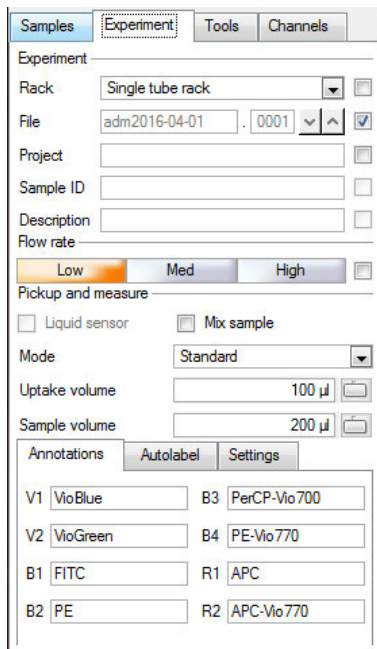 Samples Experiment Tools Channels
Experiment
Rack Single tube rack
File adm2016-04-01 . 0001
Project
Sample ID
Description
Flow rate
Low Med High
Pickup and measure
Liquid sensor Mix sample
Mode Standard
Uptake volume 100 µl
Sample volume 200 µl
Annotations Autolabel Settings
V1 VioBlue B3 PerCP-Vio700
V2 VioGreen B4 PE-Vio770
B1 FITC R1 APC
B2 PE R2 APC-Vio770